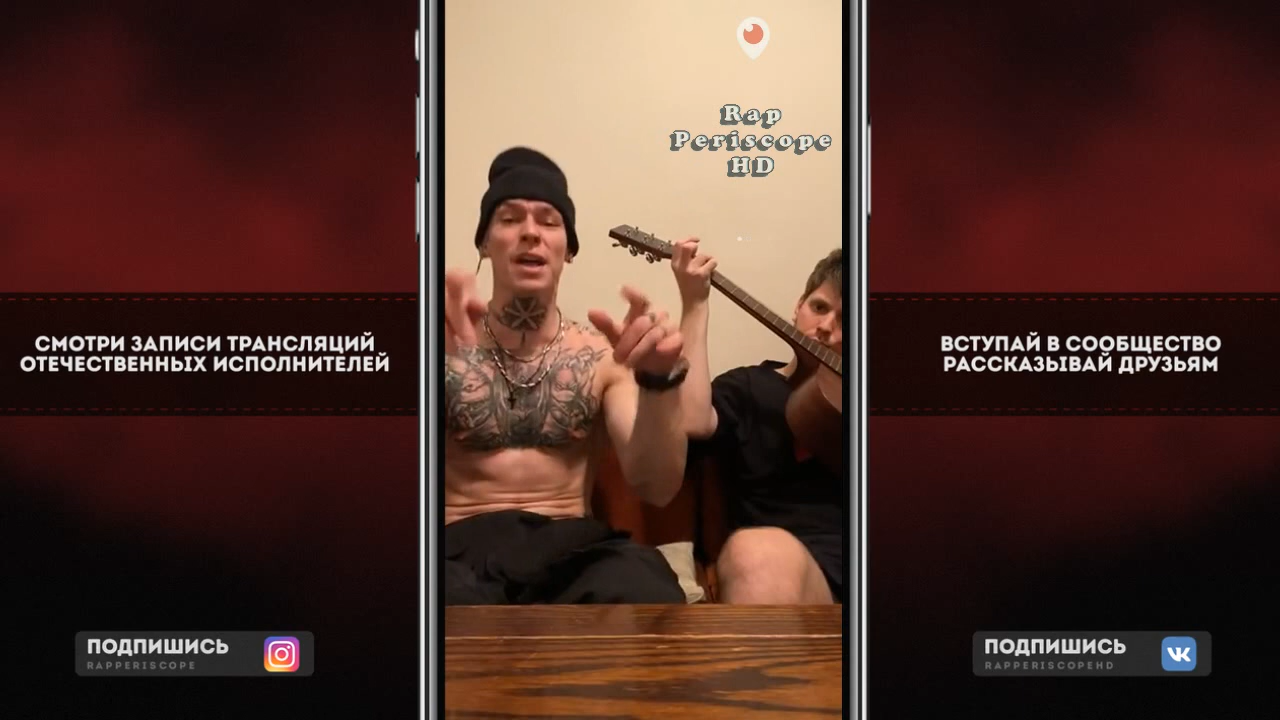 Rap
Periscope
HD
СМОТРИ ЗАПИСИ ТРАНСЛЯЦИЙ
ОТЕЧЕСТВЕННЫХ ИСПОЛНИТЕЛЕЙ
ВСТУПАЙ В СООБЩЕСТВО
РАССКАЗЫВАЙ ДРУЗЬЯМ
ПОДПИШИСЬ
RAPPERISCOPE
ПОДПИШИСЬ
RAPPERISCOPEHD